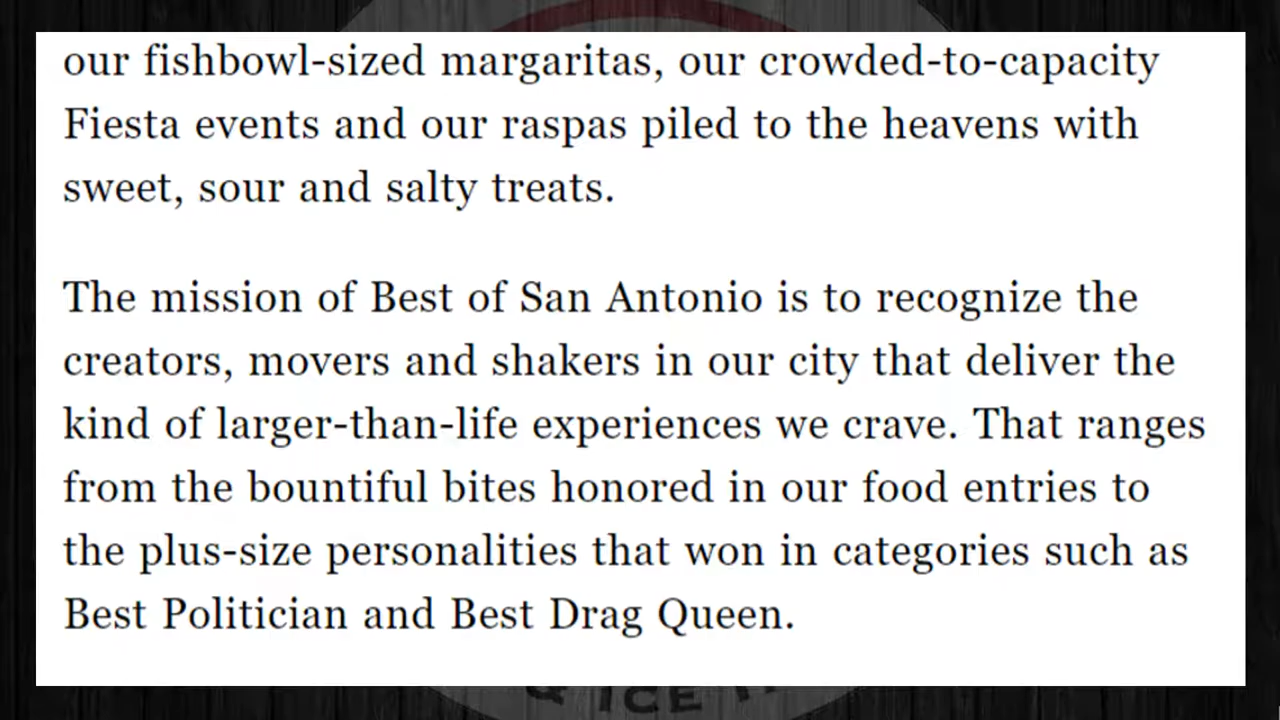 our fishbowl-sized margaritas, our crowded-to-capacity
Fiesta events and our raspas piled to the heavens with
sweet, sour and salty treats.
The mission of Best of San Antonio is to recognize the
creators, movers and shakers in our city that deliver the
kind of larger-than-life experiences we crave. That ranges
from the bountiful bites honored in our food entries to
the plus-size personalities that won in categories such as
Best Politician and Best Drag Queen.
ICE